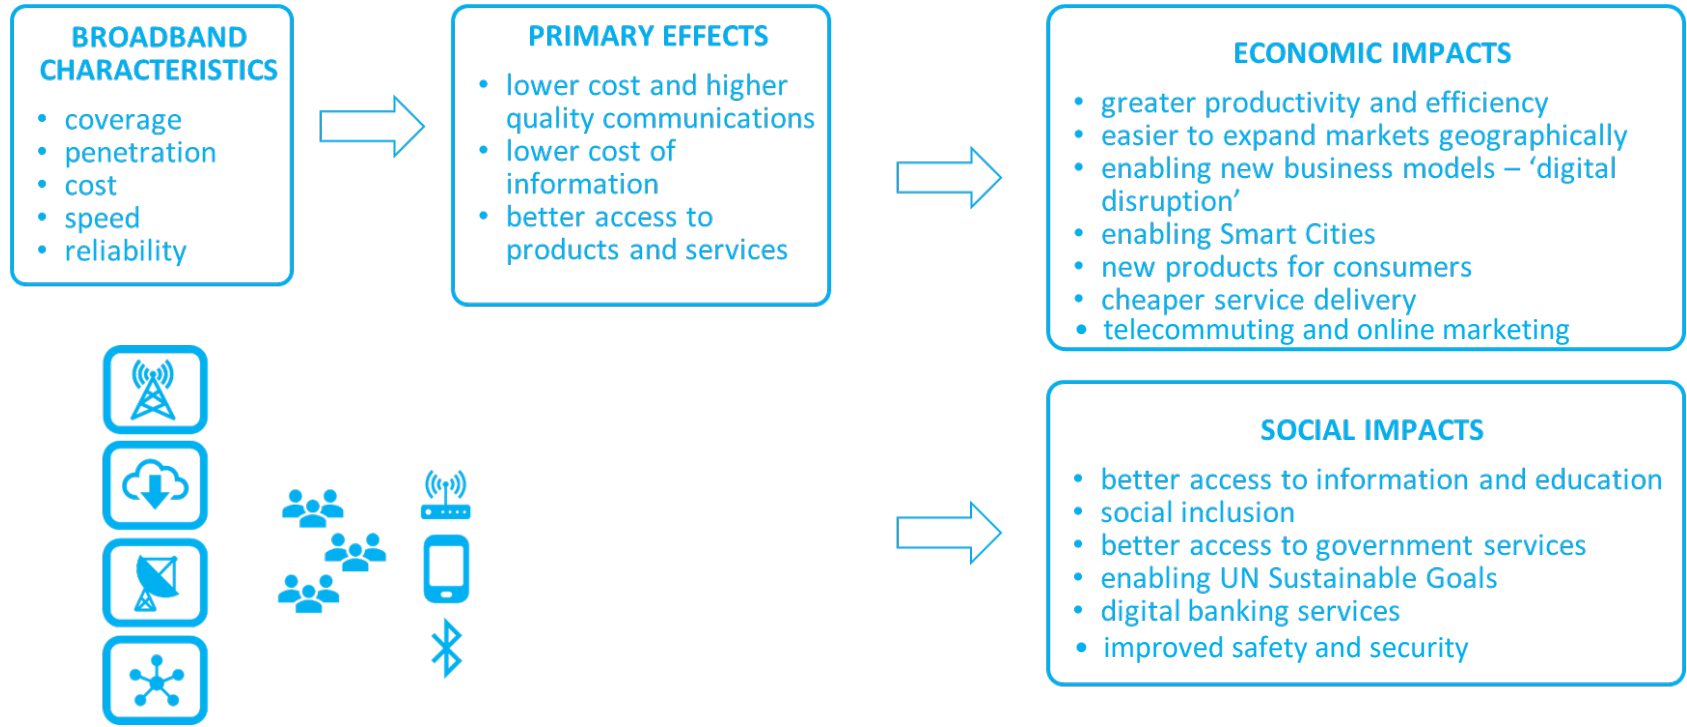 BROADBAND
CHARACTERISTICS
• coverage
• penetration
• cost
• speed
• reliability
PRIMARY EFFECTS
• lower cost and higher
quality communications
• lower cost of
information
• better access to
products and services
ECONOMIC IMPACTS
• greater productivity and efficiency
• easier to expand markets geographically
• enabling new business models – ‘digital
disruption’
• enabling Smart Cities
• new products for consumers
• cheaper service delivery
• telecommuting and online marketing
SOCIAL IMPACTS
• better access to information and education
• social inclusion
• better access to government services
• enabling UN Sustainable Goals
• digital banking services
• improved safety and security